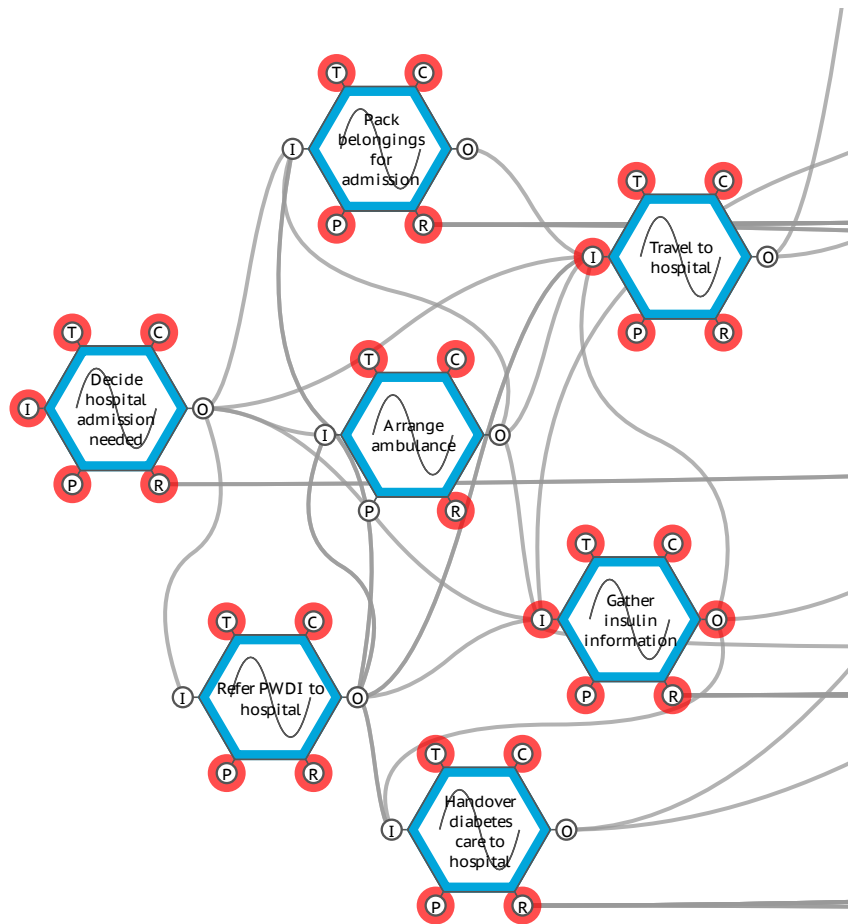 T
C
Pack
belongings
for
admission
I
O
P
R
T
C
Travel to
hospital
I
O
P
R
T
C
Decide
hospital
admission
needed
I
O
P
R
T
C
Arrange
ambulance
I
O
P
R
T
C
Gather
insulin
information
I
O
P
R
T
C
Refer PWDI to
hospital
I
O
P
R
T
C
Handover
diabetes
care to
hospital
I
O
P
R